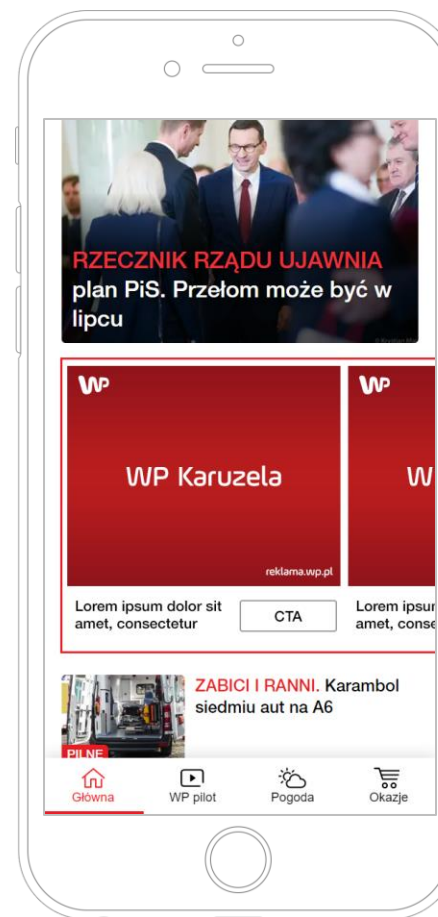 RZECZNIK RZĄDU UJAWNIA
plan PiS. Przełom może być w
lipcu
WP
WP
WP Karuzela
W
reklama.wp.pl
Lorem ipsum dolor sit
amet, consectetur
CTA
Lorem ipsu
amet, conse
ZABICI I RANNI. Karambol
siedmiu aut na A6
PILNE
Główna
WP pilot
Pogoda
Okazje